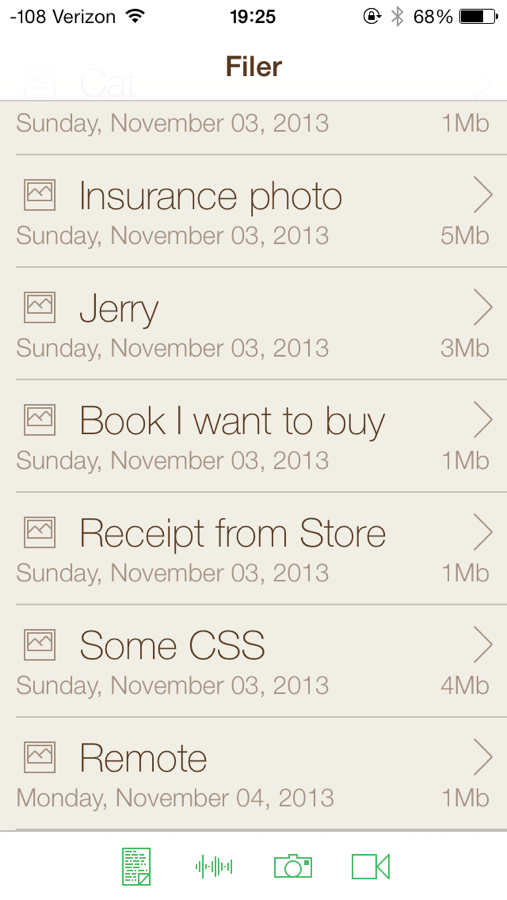 -108 Verizon 19:25 68%
Filer
Cat
Sunday, November 03, 2013 1Mb
Insurance photo
Sunday, November 03, 2013 5Mb
Jerry
Sunday, November 03, 2013 3Mb
Book I want to buy
Sunday, November 03, 2013 1Mb
Receipt from Store
Sunday, November 03, 2013 1Mb
Some CSS
Sunday, November 03, 2013 4Mb
Remote
Monday, November 04, 2013 1Mb